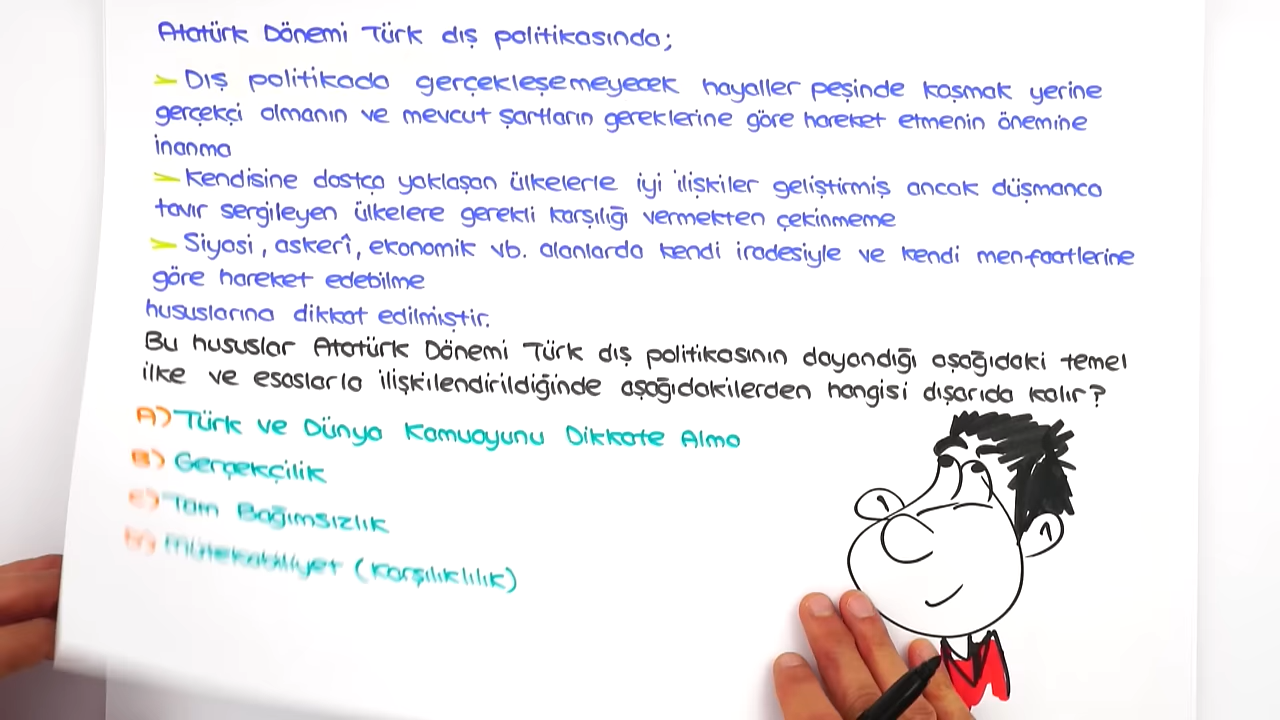 Atatürk Dönemi Türk dış politikasında;
➢ Dış politikada gerçekleşemeyecek hayaller peşinde koşmak yerine
gerçekçi olmanın ve mevcut şartların gereklerine göre hareket etmenin önemine
inanma
➢ Kendisine dostça yaklaşan ülkelerle iyi ilişkiler geliştirmiş ancak düşmanca
tavır sergileyen ülkelere gerekli karşılığı vermekten çekinmeme
➢ Siyasi, askerî, ekonomik vb. alanlarda kendi iradesiyle ve kendi menfaatlerine
göre hareket edebilme
hususlarına dikkat edilmiştir.
Bu hususlar Atatürk Dönemi Türk dış politikasının dayandığı aşağıdaki temel
ilke ve esaslarla ilişkilendirildiğinde aşağıdakilerden hangisi dışarıda kalır?
A) Türk ve Dünya Kamuoyunu Dikkate Alma
B) Gerçekçilik
C) Tam Bağımsızlık
D) Mütekabiliyet (Karşılıklılık)